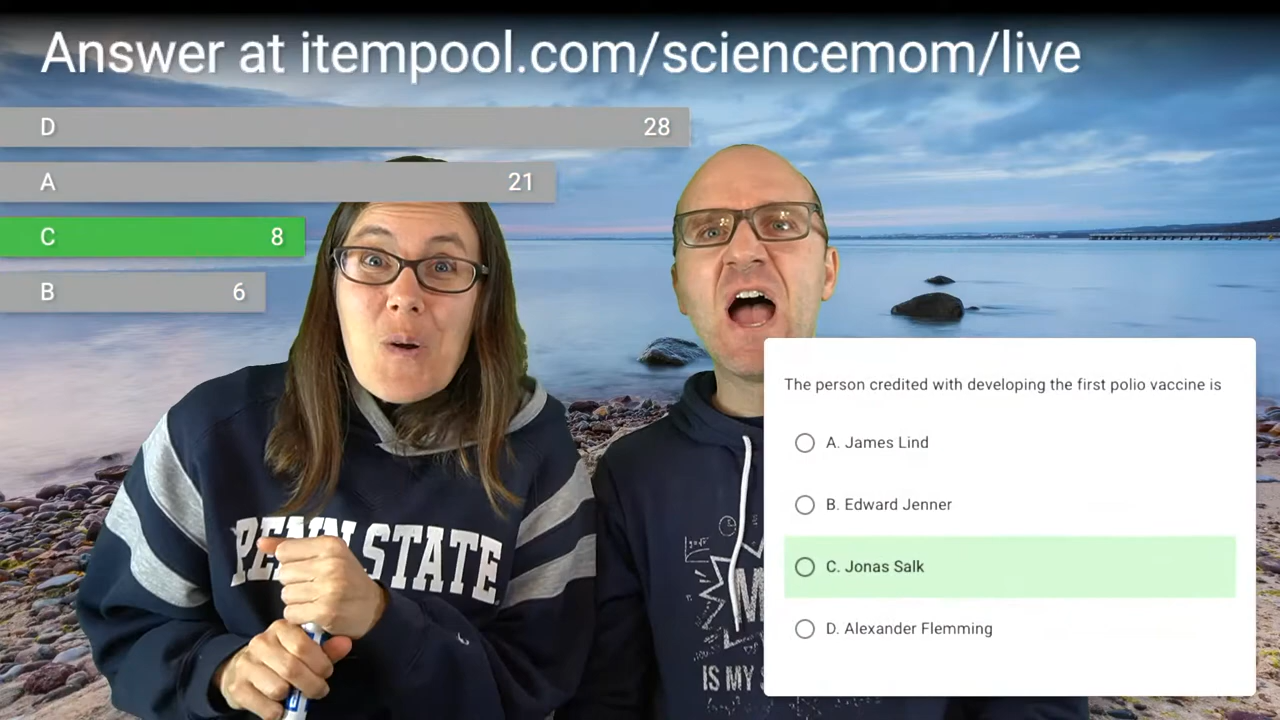 Answer at itempool.com/sciencemom/live
D 28
A 21
C 8
B 6
The person credited with developing the first polio vaccine is
A. James Lind
B. Edward Jenner
C. Jonas Salk
D. Alexander Flemming
PENN STATE
IS MY